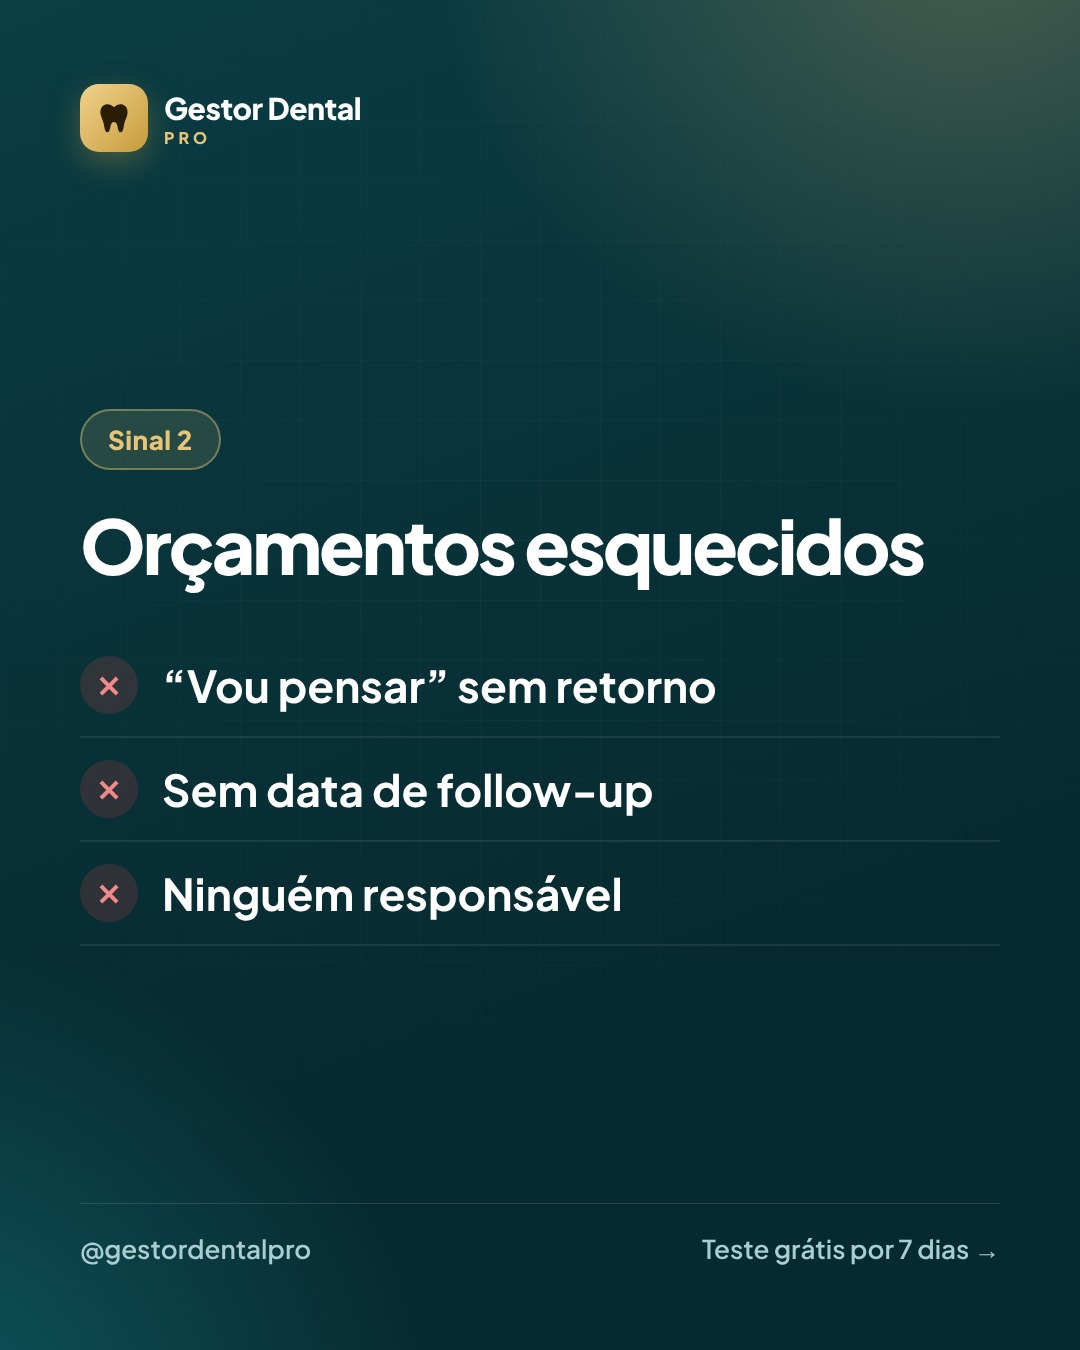 Gestor Dental
PRO
Sinal 2
Orçamentos esquecidos
“Vou pensar” sem retorno
Sem data de follow-up
Ninguém responsável
@gestordentalpro
Teste grátis por 7 dias →